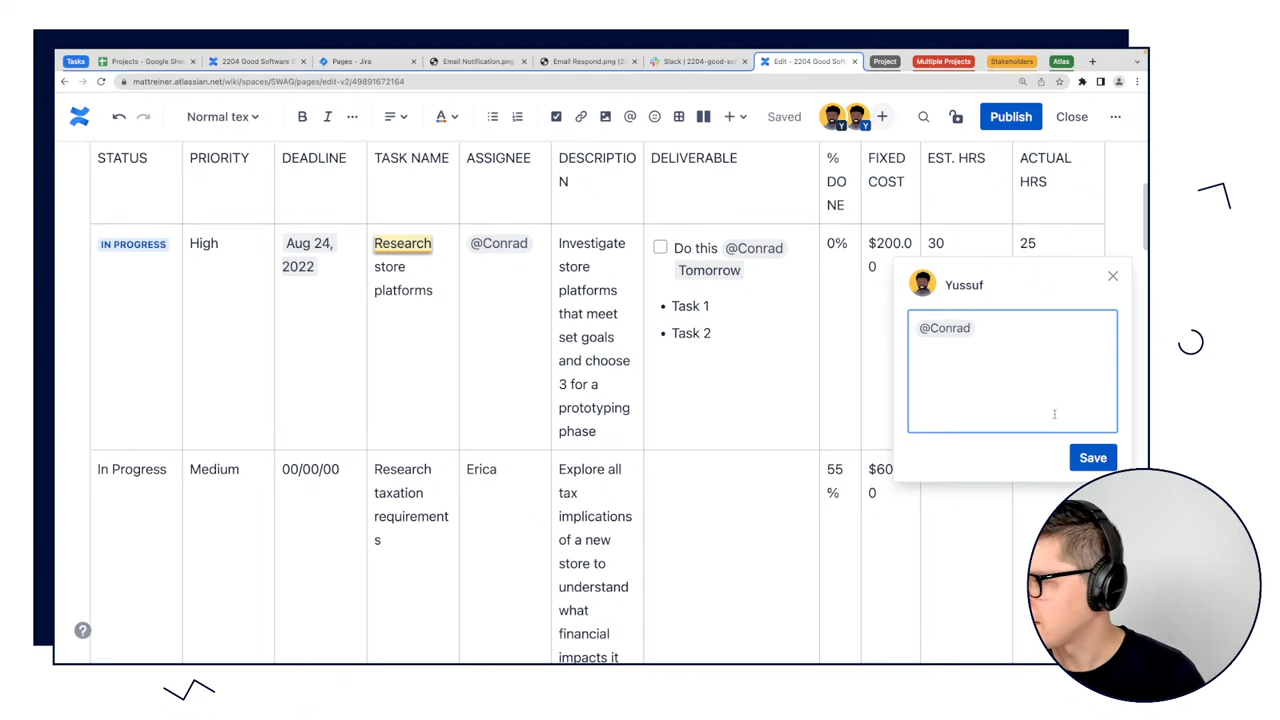 Tasks
Projects - Google She
2204 Good Software S
Pages - Jira
Email Notification.png
Email Respond.png (2
Slack | 2204-good-sof
Edit - 2204 Good Soft
Project
Multiple Projects
Stakeholders
Atlas
mattreiner.atlassian.net/wiki/spaces/SWAG/pages/edit-v2/49891672164
Normal tex
B
I
A
Saved
Y
Y
Publish
Close
STATUS
PRIORITY
DEADLINE
TASK NAME
ASSIGNEE
DESCRIPTIO
N
DELIVERABLE
%
DO
NE
FIXED
COST
EST. HRS
ACTUAL
HRS
IN PROGRESS
High
Aug 24,
2022
Research
store
platforms
@Conrad
Investigate
store
platforms
that meet
set goals
and choose
3 for a
prototyping
phase
Do this @Conrad
Tomorrow
• Task 1
• Task 2
0%
$200.0
0
30
25
Yussuf
@Conrad
Save
In Progress
Medium
00/00/00
Research
taxation
requirement
s
Erica
Explore all
tax
implications
of a new
store to
understand
what
financial
impacts it
55
%
$60
0